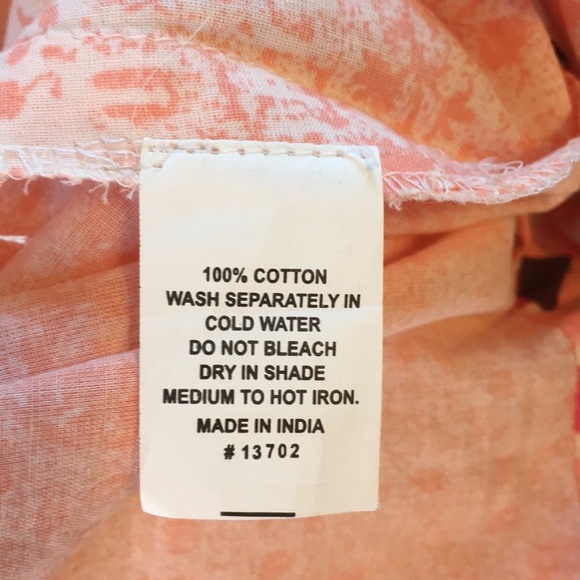 100% COTTON
WASH SEPARATELY IN
COLD WATER
DO NOT BLEACH
DRY IN SHADE
MEDIUM TO HOT IRON.
MADE IN INDIA
# 13702